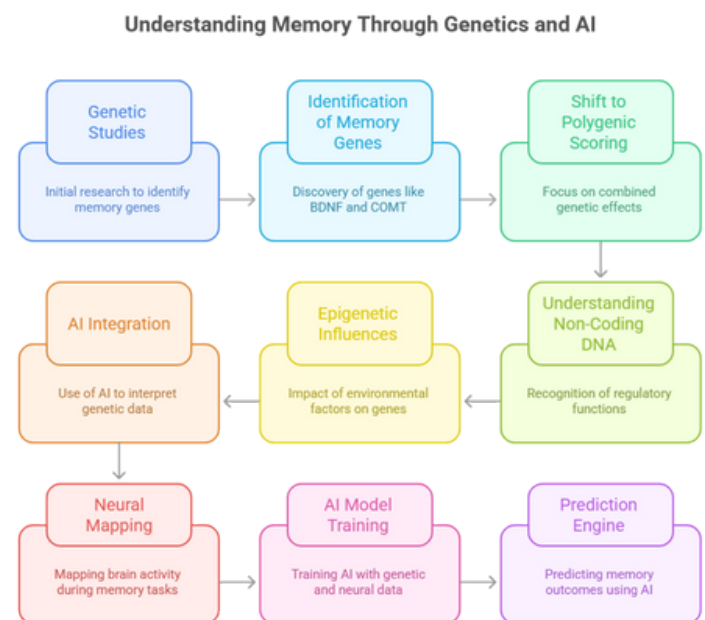 Understanding Memory Through Genetics and AI
Genetic
Studies
Initial research to identify
memory genes
Identification
of Memory
Genes
Discovery of genes like
BDNF and COMT
Shift to
Polygenic
Scoring
Focus on combined
genetic effects
Understanding
Non-Coding
DNA
Recognition of regulatory
functions
Epigenetic
Influences
Impact of environmental
factors on genes
AI Integration
Use of AI to interpret
genetic data
Neural
Mapping
Mapping brain activity
during memory tasks
AI Model
Training
Training AI with genetic
and neural data
Prediction
Engine
Predicting memory
outcomes using AI